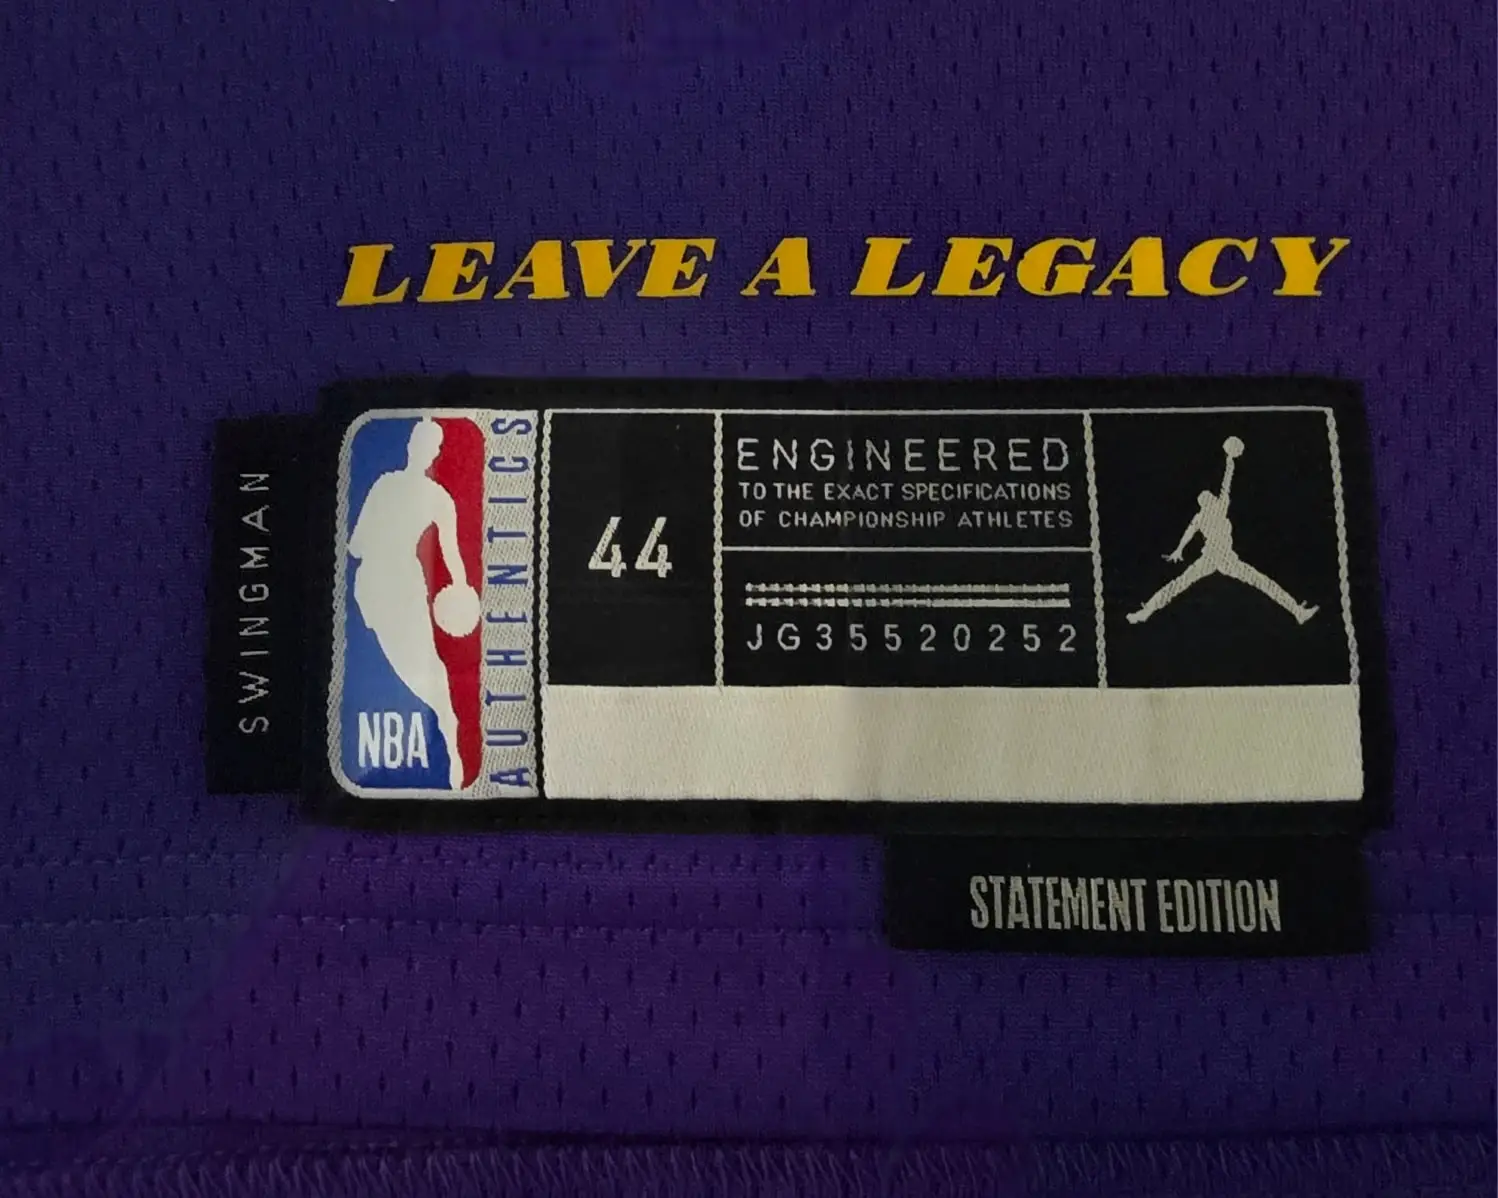 LEAVE A LEGACY
SWINGMAN
NBA
AUTHENTICS
44
ENGINEERED
TO THE EXACT SPECIFICATIONS
OF CHAMPIONSHIP ATHLETES
JG35520252
STATEMENT EDITION